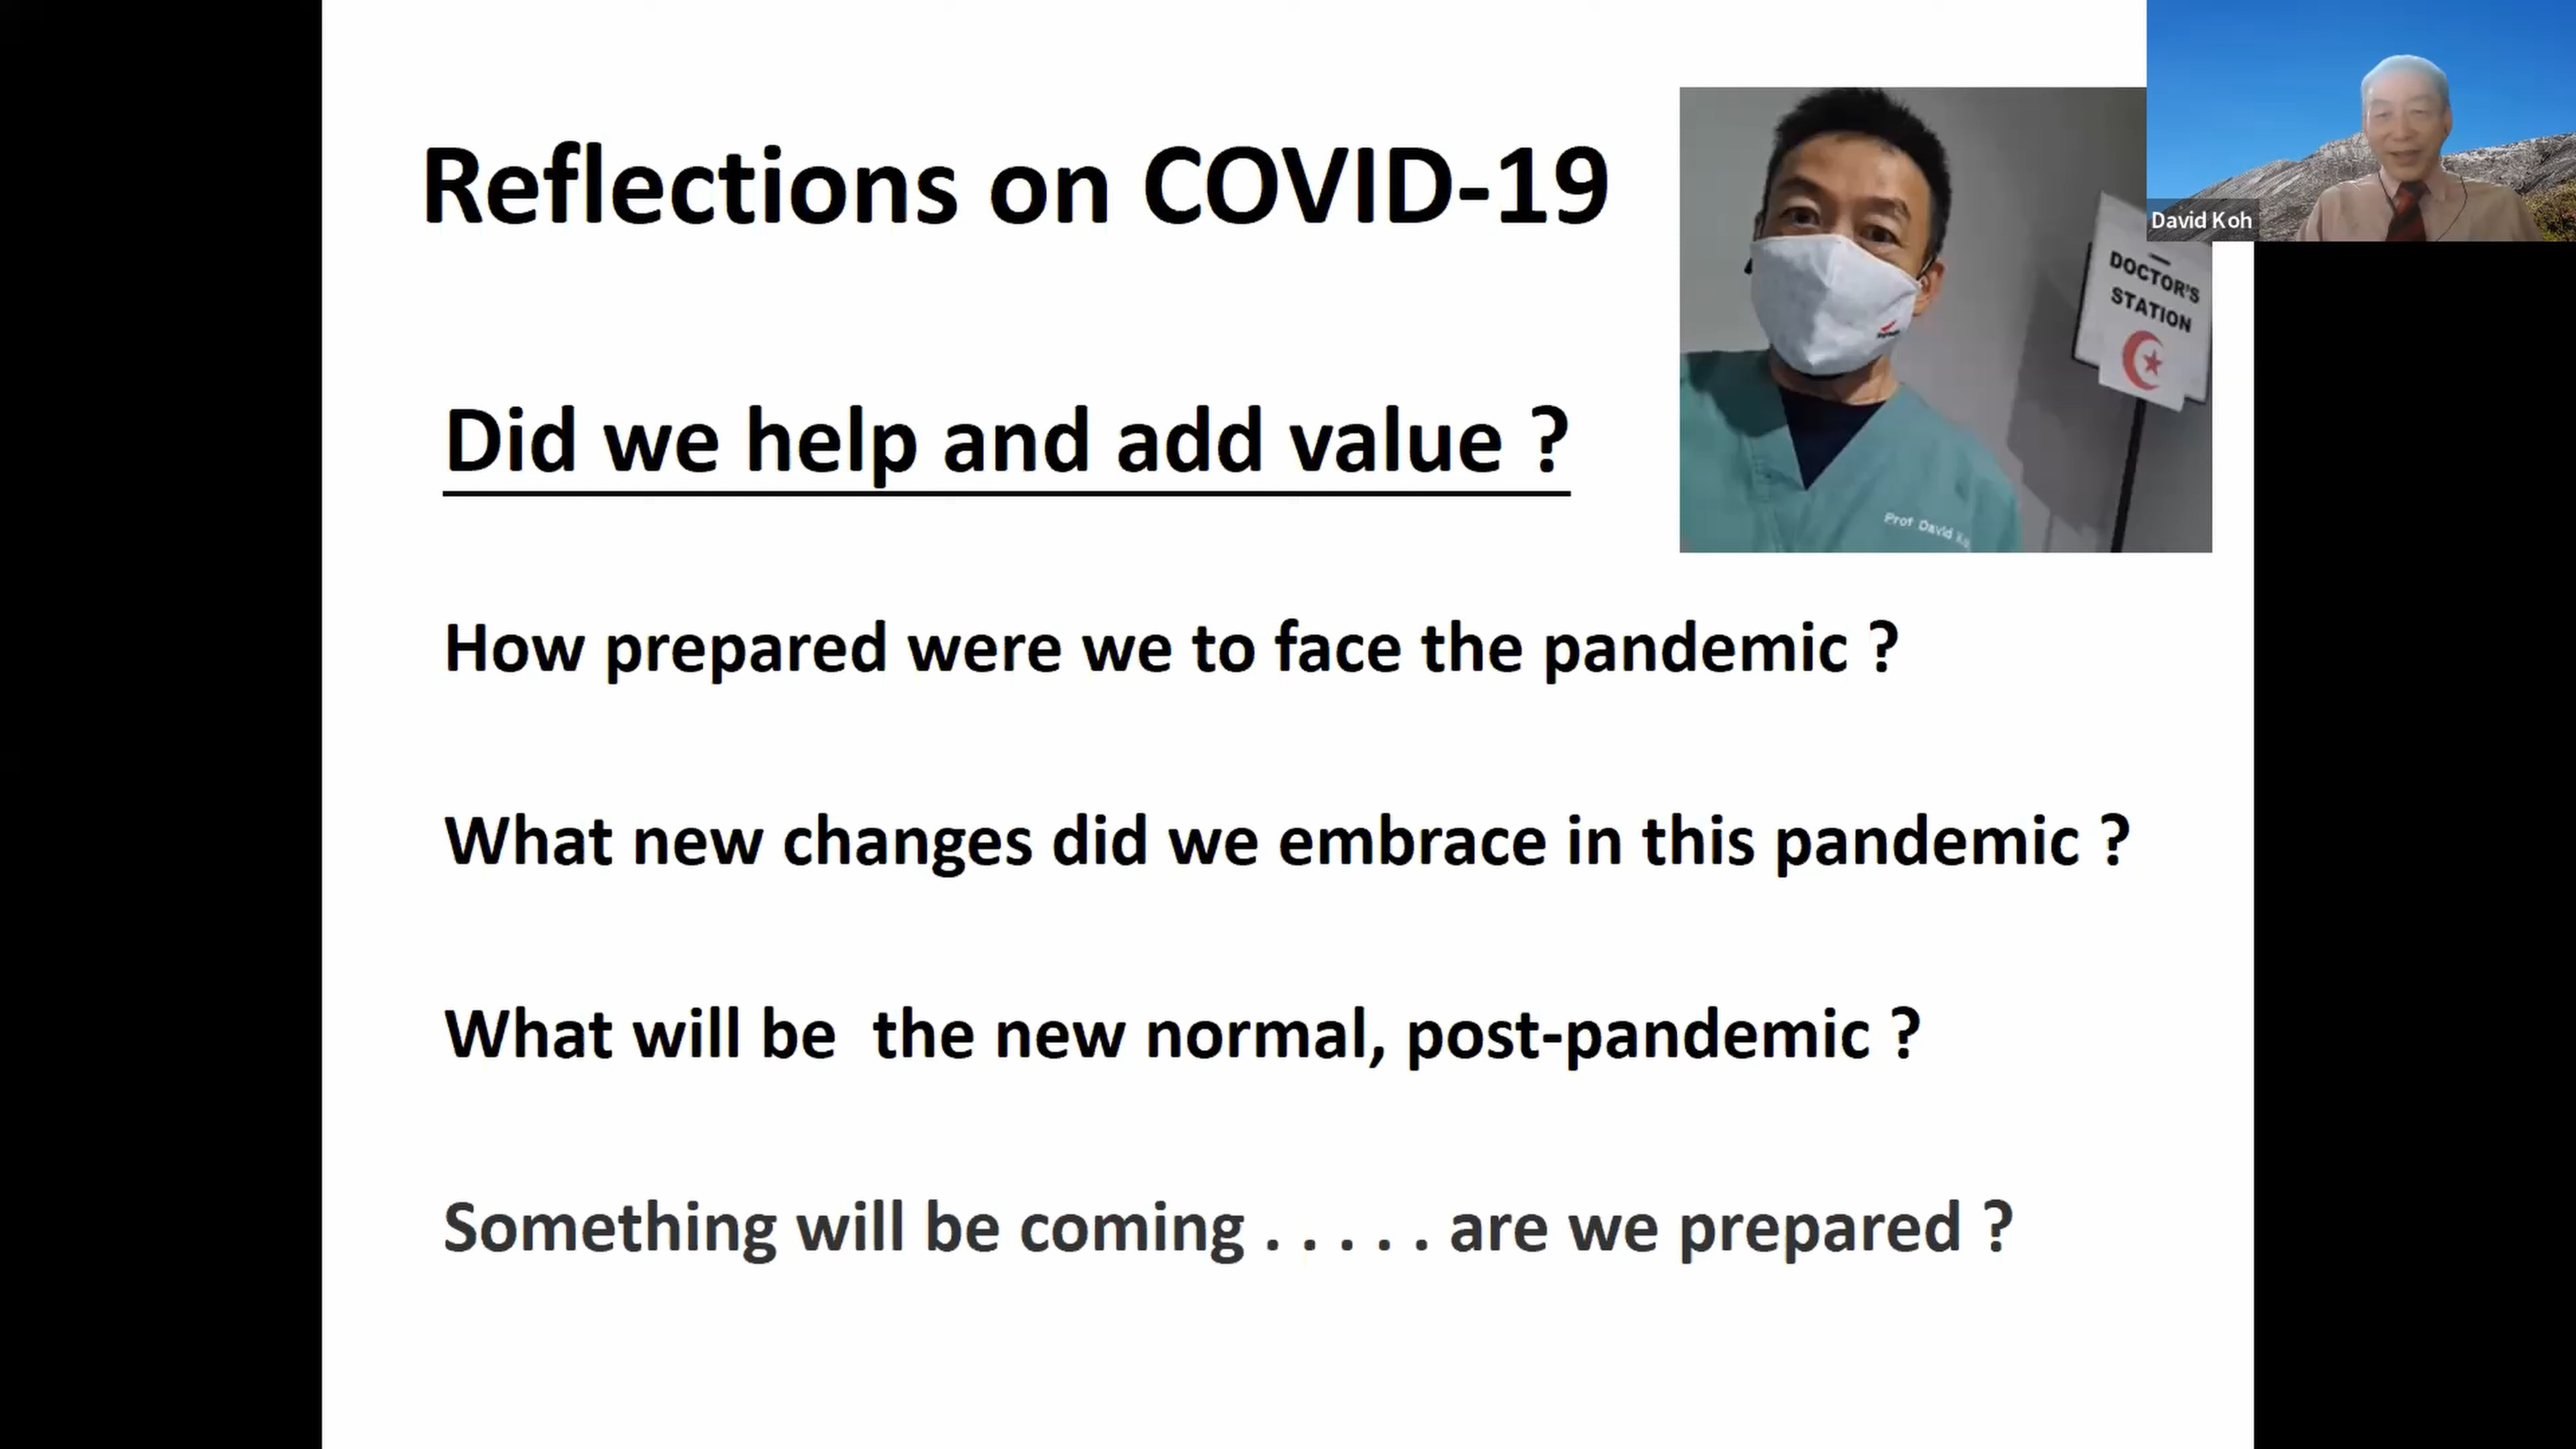 Reflections on COVID-19
David Koh
DOCTOR'S
STATION
Did we help and add value ?
Prof David
How prepared were we to face the pandemic ?
What new changes did we embrace in this pandemic ?
What will be  the new normal, post-pandemic ?
Something will be coming . . . . . are we prepared ?